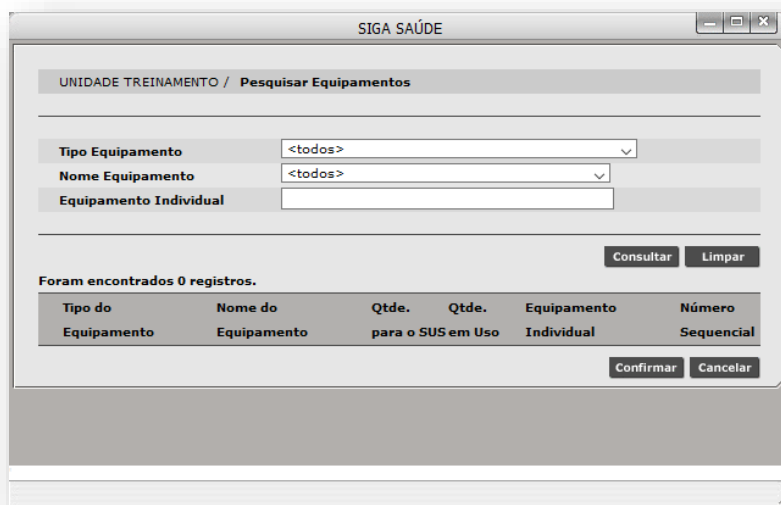 SIGA SAÚDE
UNIDADE TREINAMENTO / Pesquisar Equipamentos
Tipo Equipamento <todos>
Nome Equipamento <todos>
Equipamento Individual
Consultar Limpar
Foram encontrados 0 registros.
Tipo do Nome do Qtde. Qtde. Equipamento Número
Equipamento Equipamento para o SUS em Uso Individual Sequencial
Confirmar Cancelar